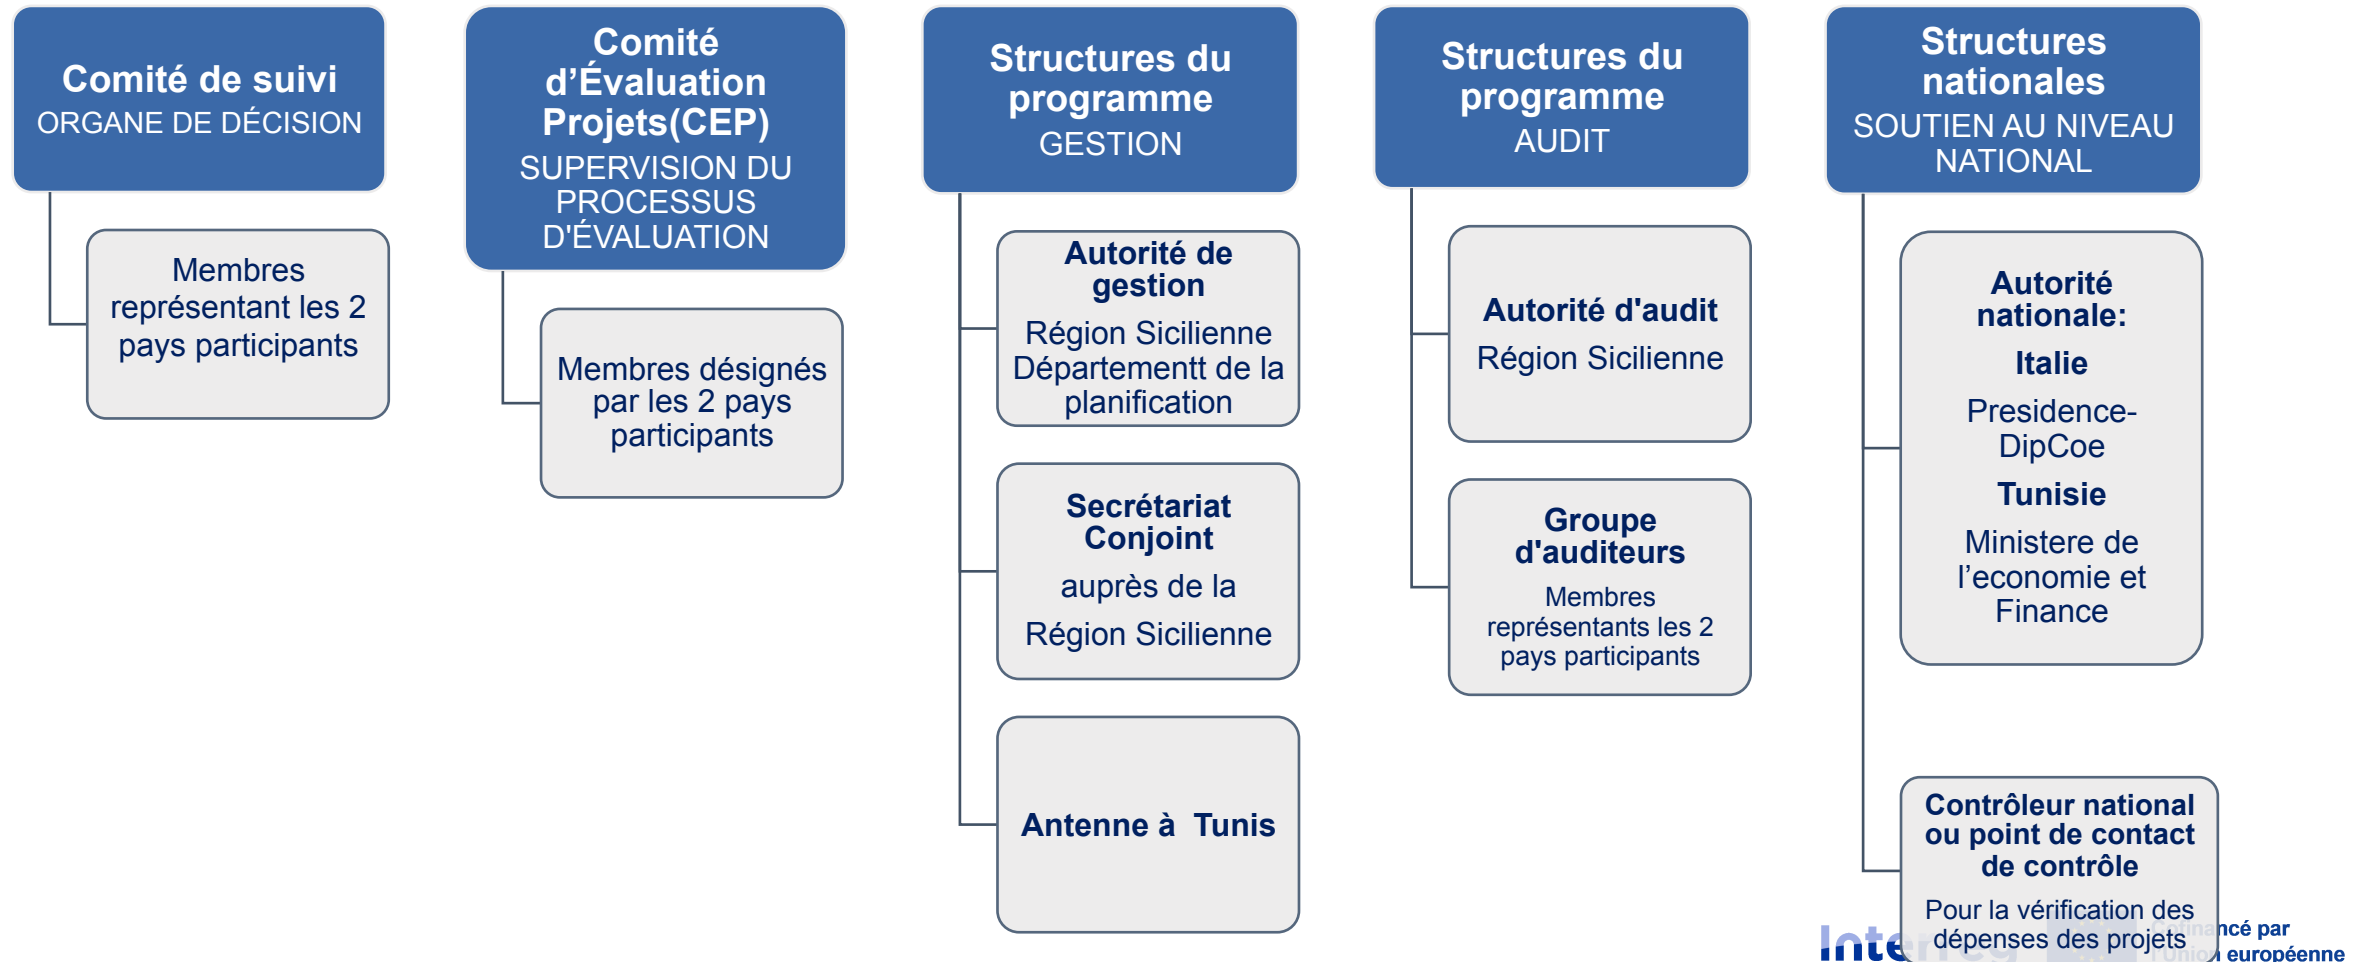 Comité de suivi
ORGANE DE DÉCISION
Membres
représentant les 2
pays participants
Comité
d’Évaluation
Projets(CEP)
SUPERVISION DU
PROCESSUS
D'ÉVALUATION
Membres désignés
par les 2 pays
participants
Structures du
programme
GESTION
Autorité de
gestion
Région Sicilienne
Départementt de la
planification
Secrétariat
Conjoint
auprès de la
Région Sicilienne
Antenne à Tunis
Structures du
programme
AUDIT
Autorité d'audit
Région Sicilienne
Groupe
d'auditeurs
Membres
représentants les 2
pays participants
Structures
nationales
SOUTIEN AU NIVEAU
NATIONAL
Autorité
nationale:
Italie
Presidence-
DipCoe
Tunisie
Ministere de
l’economie et
Finance
Contrôleur national
ou point de contact
de contrôle
Pour la vérification des
dépenses des projets
Interreg
Cofinancé par
l'Union européenne